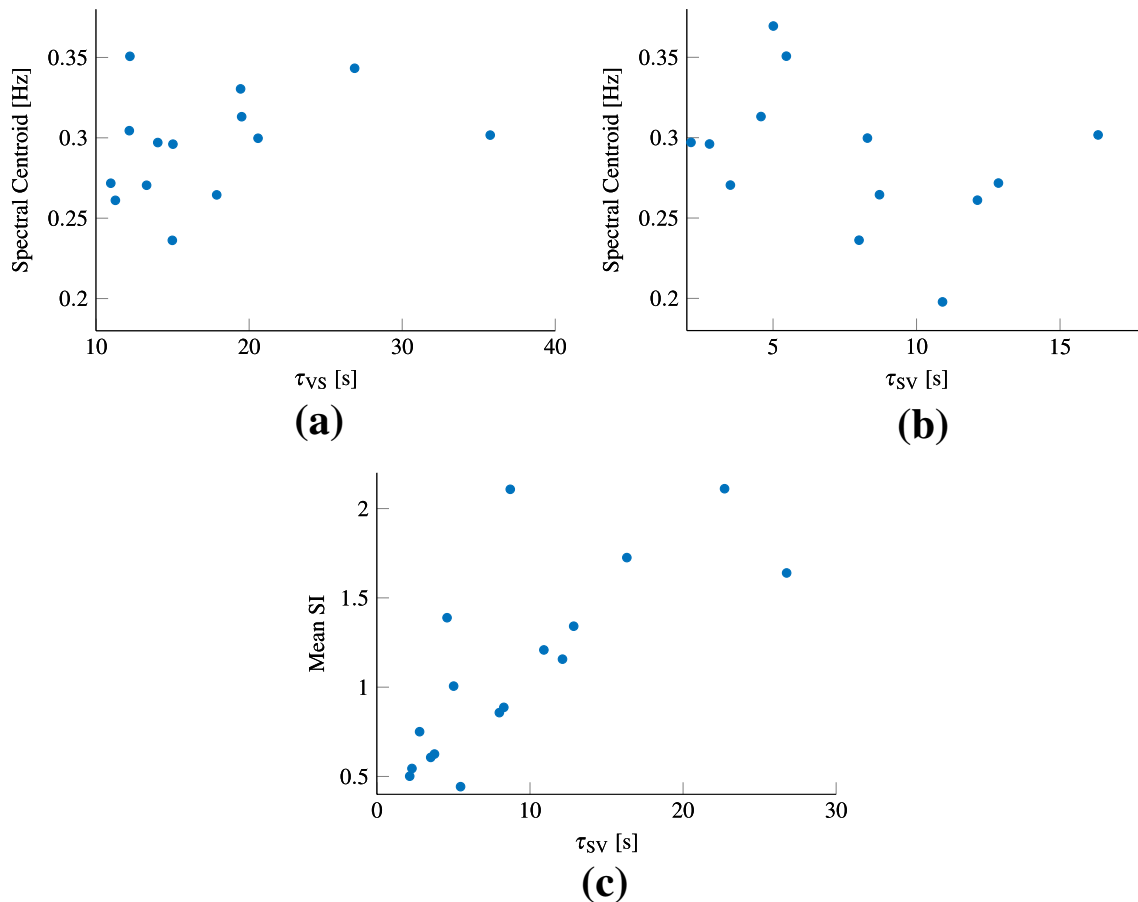 Spectral Centroid [Hz]
0.35
0.3
0.25
0.2
10 20 30 40
τVS [s]
(a)
Spectral Centroid [Hz]
0.35
0.3
0.25
0.2
5 10 15
τSV [s]
(b)
Mean SI
2
1.5
1
0.5
0 10 20 30
τSV [s]
(c)